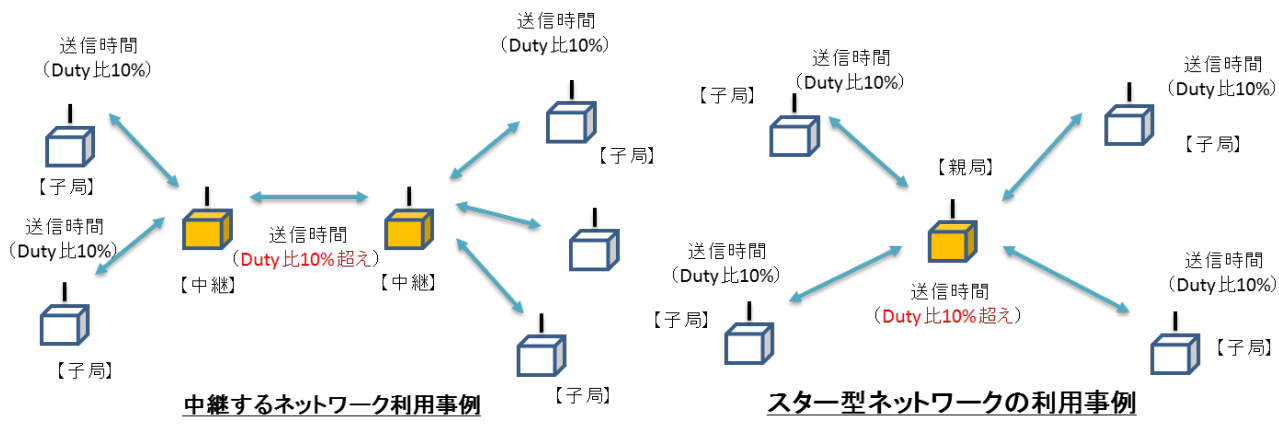 送信時間
（Duty比10%）
【子局】
送信時間
（Duty比10%）
【子局】
【中継】
送信時間
（Duty比10%超え）
【中継】
送信時間
（Duty比10%）
【子局】
【子局】
中継するネットワーク利用事例
【子局】
送信時間
（Duty比10%）
送信時間
（Duty比10%）
【子局】
【親局】
送信時間
（Duty比10%）
【子局】
送信時間
（Duty比10%超え）
送信時間
（Duty比10%）
【子局】
スター型ネットワークの利用事例